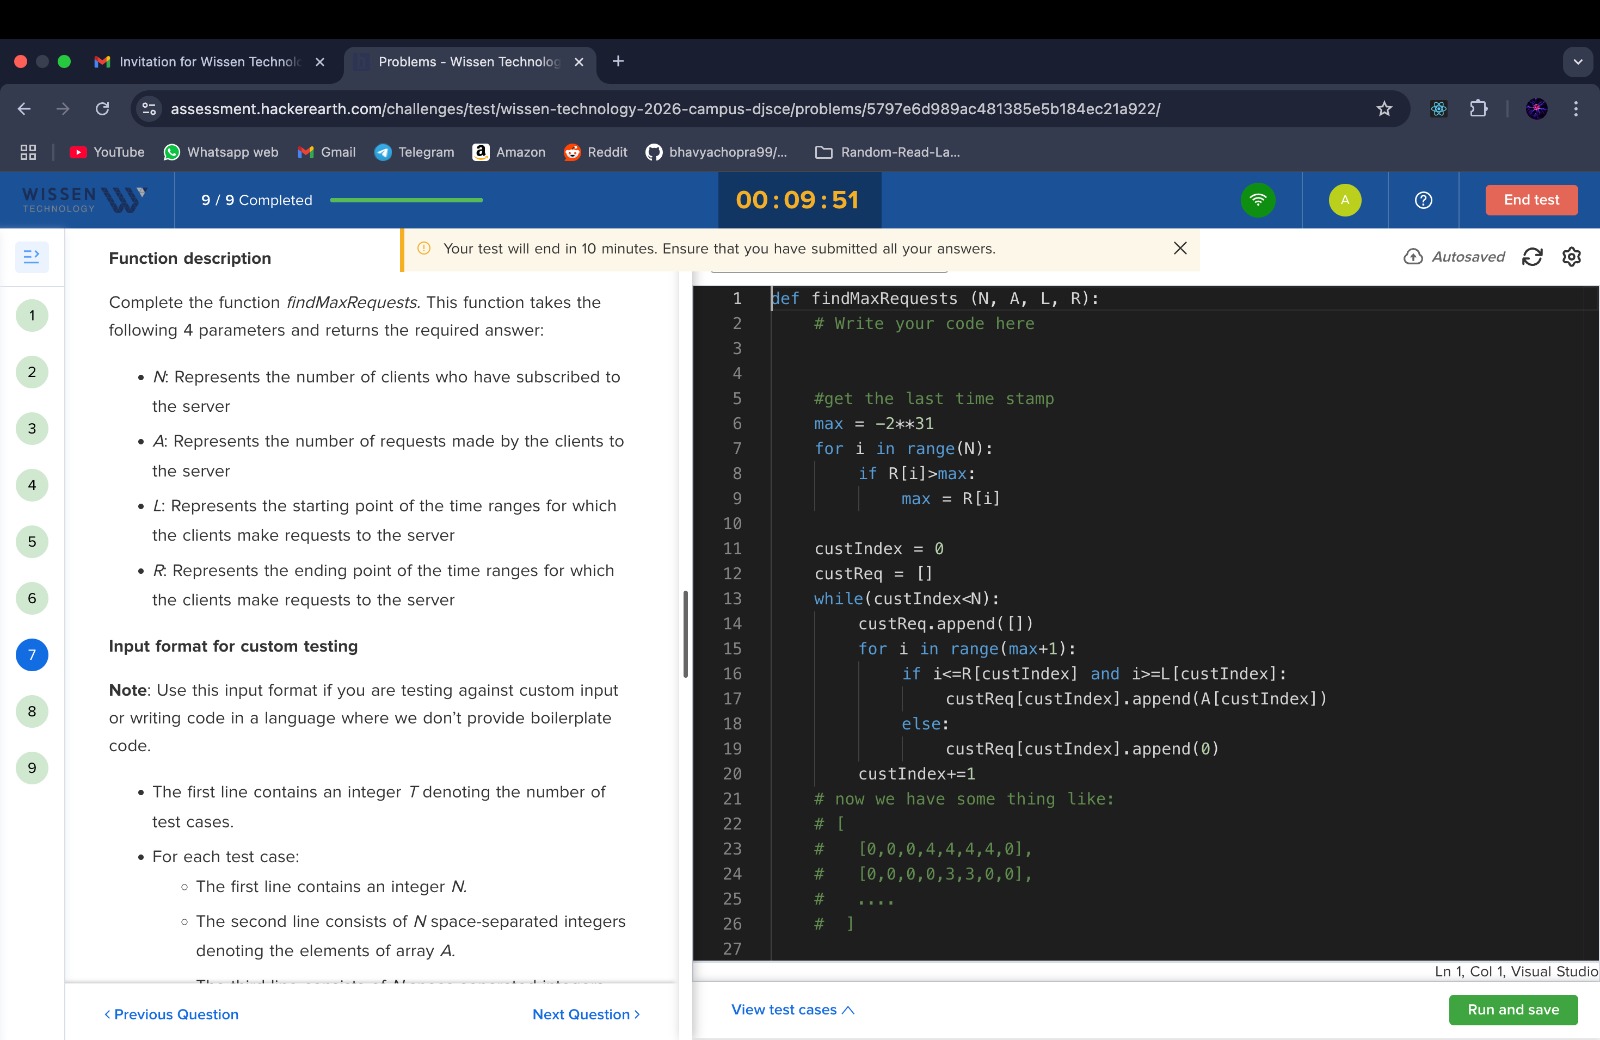 Invitation for Wissen Technolo
Problems - Wissen Technolog
assessment.hackerearth.com/challenges/test/wissen-technology-2026-campus-djsce/problems/5797e6d989ac481385e5b184ec21a922/
YouTube
Whatsapp web
Gmail
Telegram
Amazon
Reddit
bhavyachopra99/...
Random-Read-La...
WISSEN
TECHNOLOGY
9 / 9 Completed
00:09:51
A
End test
Your test will end in 10 minutes. Ensure that you have submitted all your answers.
Autosaved
1
2
3
4
5
6
7
8
9
Function description
Complete the function findMaxRequests. This function takes the
following 4 parameters and returns the required answer:
• N: Represents the number of clients who have subscribed to
the server
• A: Represents the number of requests made by the clients to
the server
• L: Represents the starting point of the time ranges for which
the clients make requests to the server
• R: Represents the ending point of the time ranges for which
the clients make requests to the server
Input format for custom testing
Note: Use this input format if you are testing against custom input
or writing code in a language where we don't provide boilerplate
code.
• The first line contains an integer T denoting the number of
test cases.
• For each test case:
○ The first line contains an integer N.
○ The second line consists of N space-separated integers
denoting the elements of array A.
< Previous Question
Next Question >
1 def findMaxRequests (N, A, L, R):
2     # Write your code here
3
4
5     #get the last time stamp
6     max = -2**31
7     for i in range(N):
8         if R[i]>max:
9             max = R[i]
10
11     custIndex = 0
12     custReq = []
13     while(custIndex<N):
14         custReq.append([])
15         for i in range(max+1):
16             if i<=R[custIndex] and i>=L[custIndex]:
17                 custReq[custIndex].append(A[custIndex])
18             else:
19                 custReq[custIndex].append(0)
20         custIndex+=1
21     # now we have some thing like:
22     # [
23     #   [0,0,0,4,4,4,4,0],
24     #   [0,0,0,0,3,3,0,0],
25     #   ....
26     #  ]
27
Ln 1, Col 1, Visual Studio
View test cases
Run and save